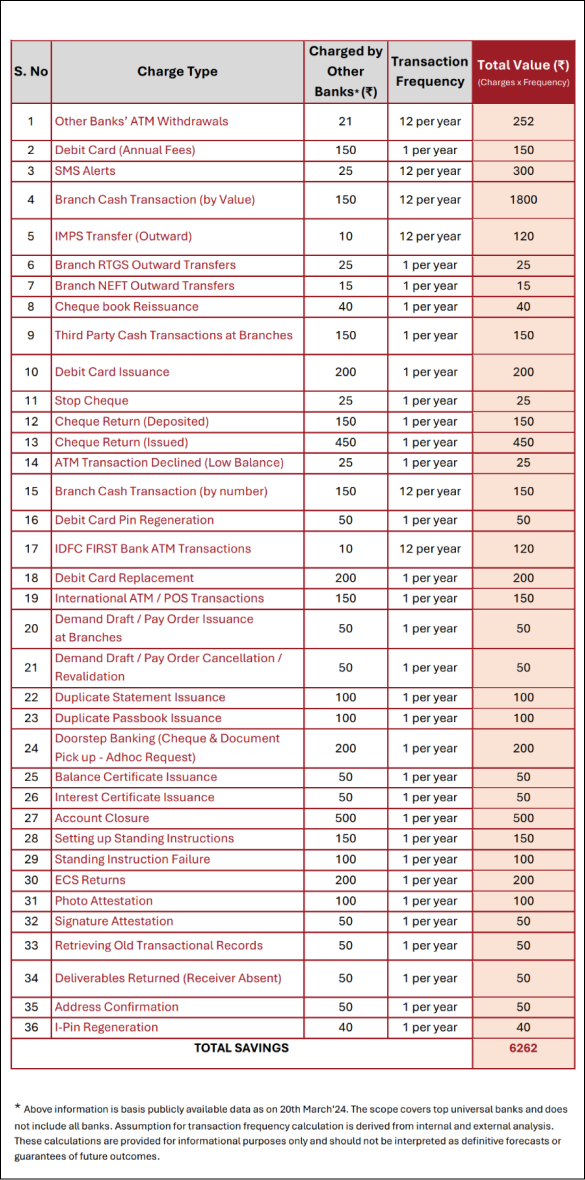 S. No Charge Type Charged by Other Banks* (₹) Transaction Frequency Total Value (₹) (Charges x Frequency)
1 Other Banks' ATM Withdrawals 21 12 per year 252
2 Debit Card (Annual Fees) 150 1 per year 150
3 SMS Alerts 25 12 per year 300
4 Branch Cash Transaction (by Value) 150 12 per year 1800
5 IMPS Transfer (Outward) 10 12 per year 120
6 Branch RTGS Outward Transfers 25 1 per year 25
7 Branch NEFT Outward Transfers 15 1 per year 15
8 Cheque book Reissuance 40 1 per year 40
9 Third Party Cash Transactions at Branches 150 1 per year 150
10 Debit Card Issuance 200 1 per year 200
11 Stop Cheque 25 1 per year 25
12 Cheque Return (Deposited) 150 1 per year 150
13 Cheque Return (Issued) 450 1 per year 450
14 ATM Transaction Declined (Low Balance) 25 1 per year 25
15 Branch Cash Transaction (by number) 150 12 per year 150
16 Debit Card Pin Regeneration 50 1 per year 50
17 IDFC FIRST Bank ATM Transactions 10 12 per year 120
18 Debit Card Replacement 200 1 per year 200
19 International ATM / POS Transactions 150 1 per year 150
20 Demand Draft / Pay Order Issuance at Branches 50 1 per year 50
21 Demand Draft / Pay Order Cancellation / Revalidation 50 1 per year 50
22 Duplicate Statement Issuance 100 1 per year 100
23 Duplicate Passbook Issuance 100 1 per year 100
24 Doorstep Banking (Cheque & Document Pick up - Adhoc Request) 200 1 per year 200
25 Balance Certificate Issuance 50 1 per year 50
26 Interest Certificate Issuance 50 1 per year 50
27 Account Closure 500 1 per year 500
28 Setting up Standing Instructions 150 1 per year 150
29 Standing Instruction Failure 100 1 per year 100
30 ECS Returns 200 1 per year 200
31 Photo Attestation 100 1 per year 100
32 Signature Attestation 50 1 per year 50
33 Retrieving Old Transactional Records 50 1 per year 50
34 Deliverables Returned (Receiver Absent) 50 1 per year 50
35 Address Confirmation 50 1 per year 50
36 I-Pin Regeneration 40 1 per year 40
TOTAL SAVINGS 6262
* Above information is basis publicly available data as on 20th March'24. The scope covers top universal banks and does
not include all banks. Assumption for transaction frequency calculation is derived from internal and external analysis.
These calculations are provided for informational purposes only and should not be interpreted as definitive forecasts or
guarantees of future outcomes.